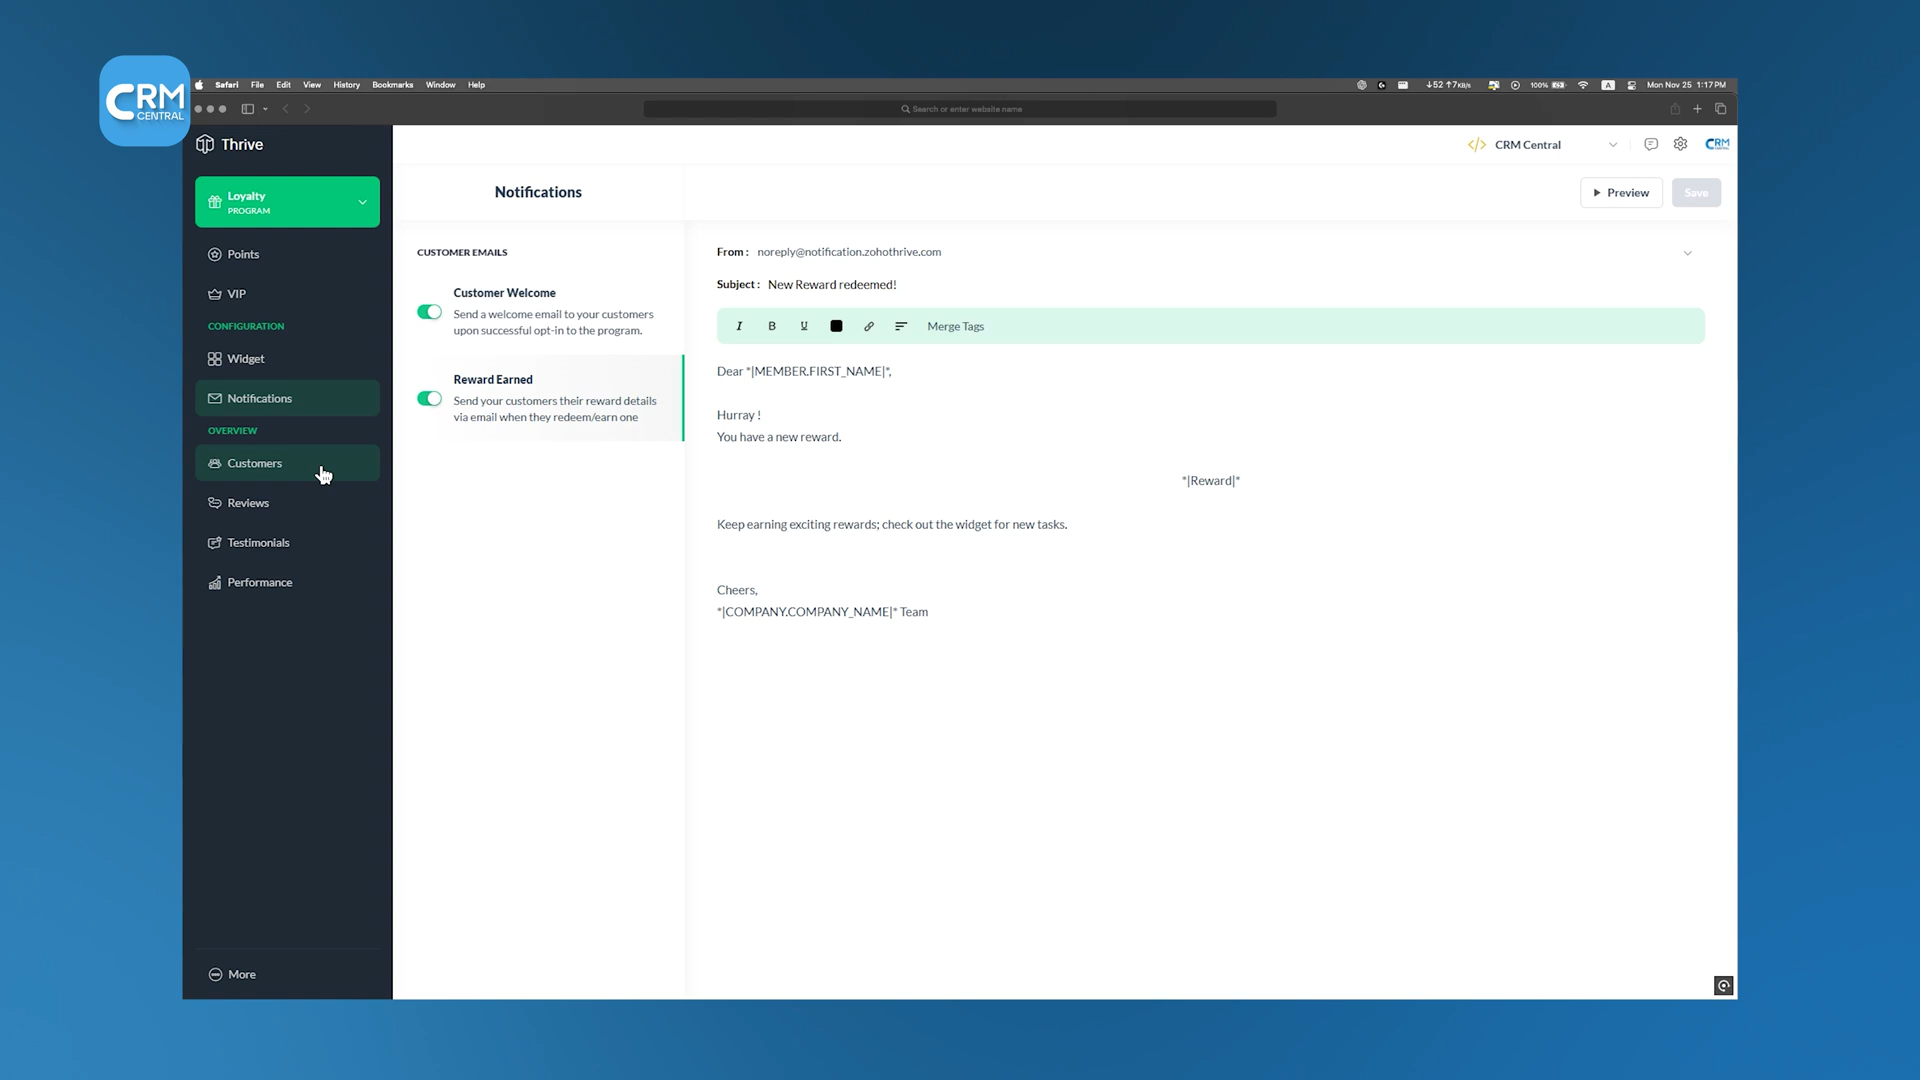 CRM
CENTRAL
Safari File Edit View History Bookmarks Window Help
↓52 ↑7KB/s 100% A Mon Nov 25 1:17PM
Search or enter website name
Thrive
CRM Central
CRM
Loyalty
PROGRAM
Notifications
Preview
Save
Points
VIP
CONFIGURATION
Widget
Notifications
OVERVIEW
Customers
Reviews
Testimonials
Performance
More
CUSTOMER EMAILS
Customer Welcome
Send a welcome email to your customers
upon successful opt-in to the program.
Reward Earned
Send your customers their reward details
via email when they redeem/earn one
From : noreply@notification.zohothrive.com
Subject : New Reward redeemed!
I B U Merge Tags
Dear *|MEMBER.FIRST_NAME|*,
Hurray !
You have a new reward.
*|Reward|*
Keep earning exciting rewards; check out the widget for new tasks.
Cheers,
*|COMPANY.COMPANY_NAME|* Team